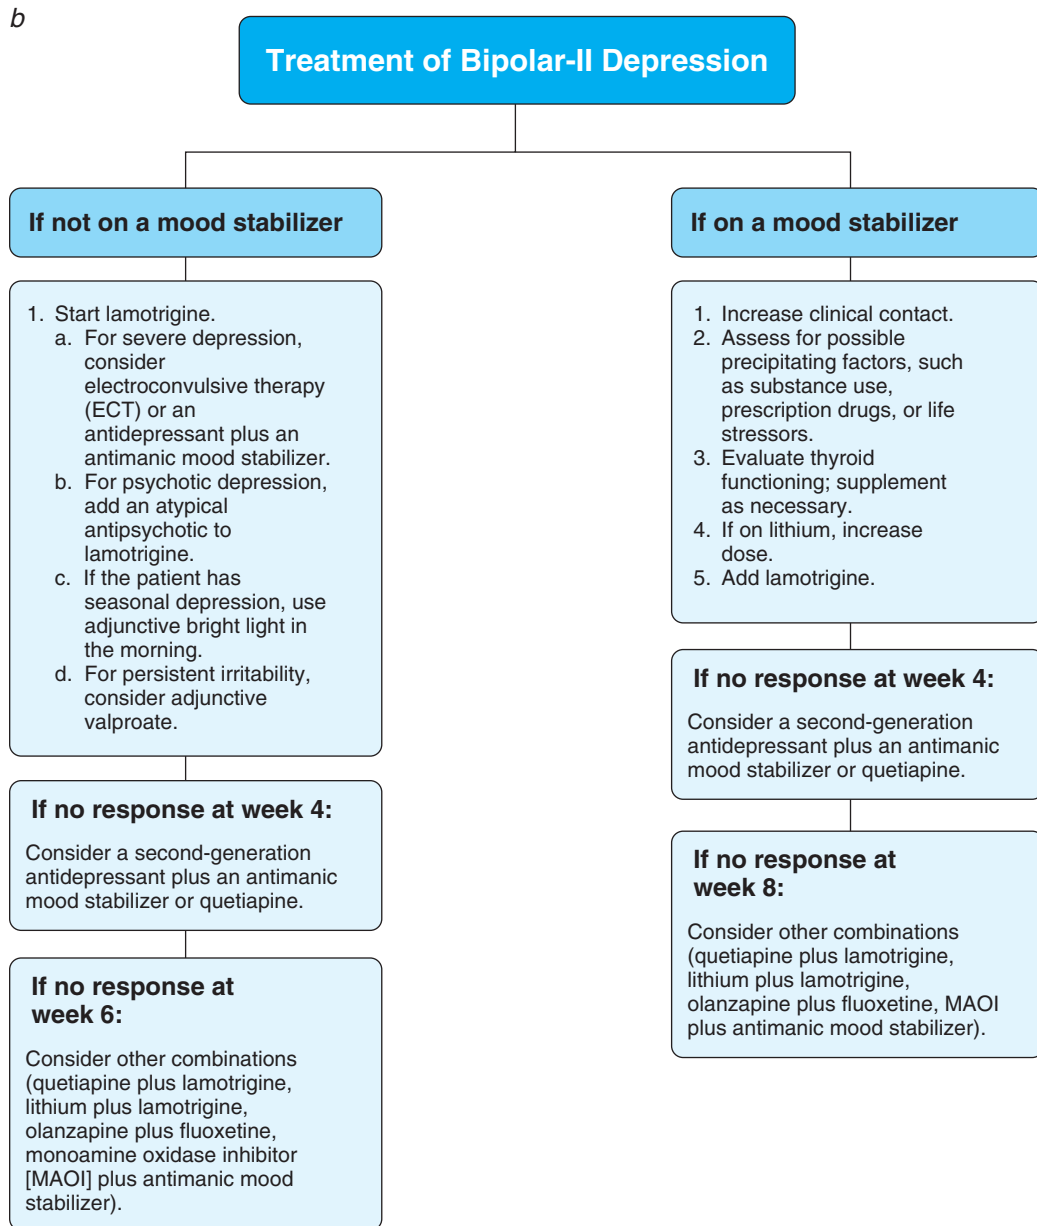 b
Treatment of Bipolar-II Depression
If not on a mood stabilizer
1. Start lamotrigine.
a. For severe depression,
consider
electroconvulsive therapy
(ECT) or an
antidepressant plus an
antimanic mood stabilizer.
b. For psychotic depression,
add an atypical
antipsychotic to
lamotrigine.
c. If the patient has
seasonal depression, use
adjunctive bright light in
the morning.
d. For persistent irritability,
consider adjunctive
valproate.
If no response at week 4:
Consider a second-generation
antidepressant plus an antimanic
mood stabilizer or quetiapine.
If no response at
week 6:
Consider other combinations
(quetiapine plus lamotrigine,
lithium plus lamotrigine,
olanzapine plus fluoxetine,
monoamine oxidase inhibitor
[MAOI] plus antimanic mood
stabilizer).
If on a mood stabilizer
1. Increase clinical contact.
2. Assess for possible
precipitating factors, such
as substance use,
prescription drugs, or life
stressors.
3. Evaluate thyroid
functioning; supplement
as necessary.
4. If on lithium, increase
dose.
5. Add lamotrigine.
If no response at week 4:
Consider a second-generation
antidepressant plus an antimanic
mood stabilizer or quetiapine.
If no response at
week 8:
Consider other combinations
(quetiapine plus lamotrigine,
lithium plus lamotrigine,
olanzapine plus fluoxetine, MAOI
plus antimanic mood stabilizer).